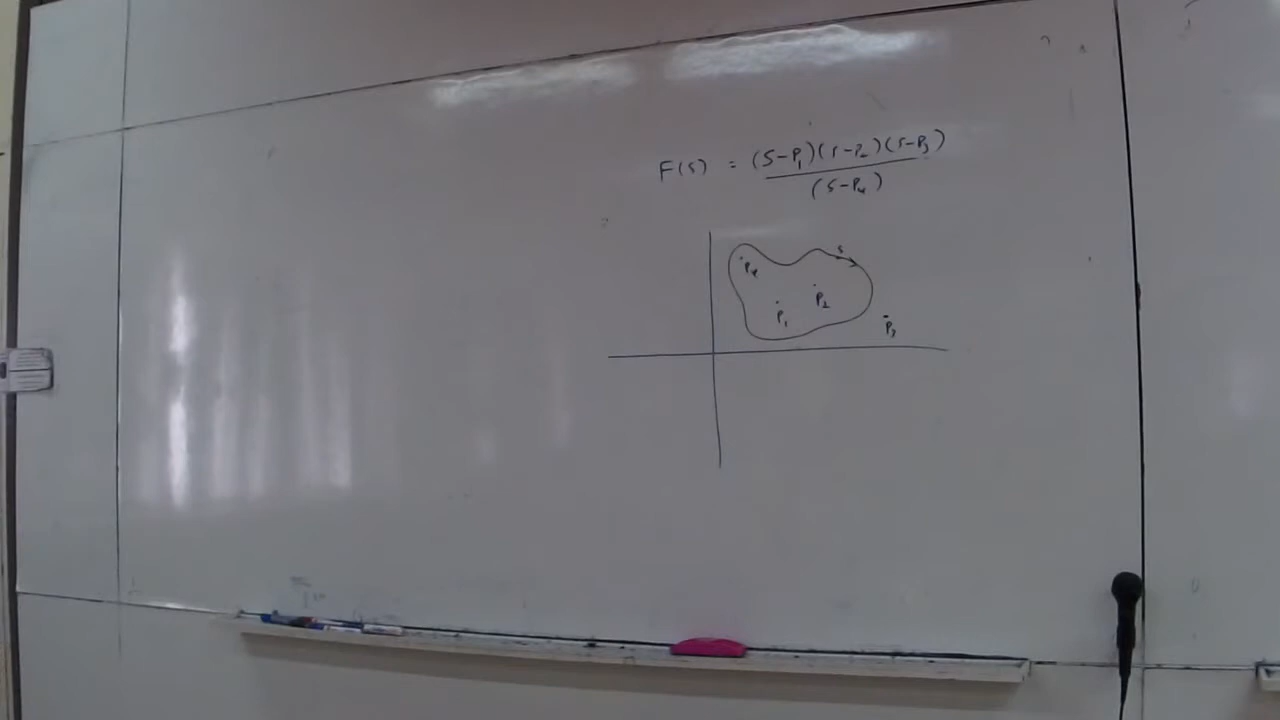 F(s) = (s-P₁)(s-P₂)(s-P₃)
(s-P₄)
s
P₄
P₂
P₁
P₃